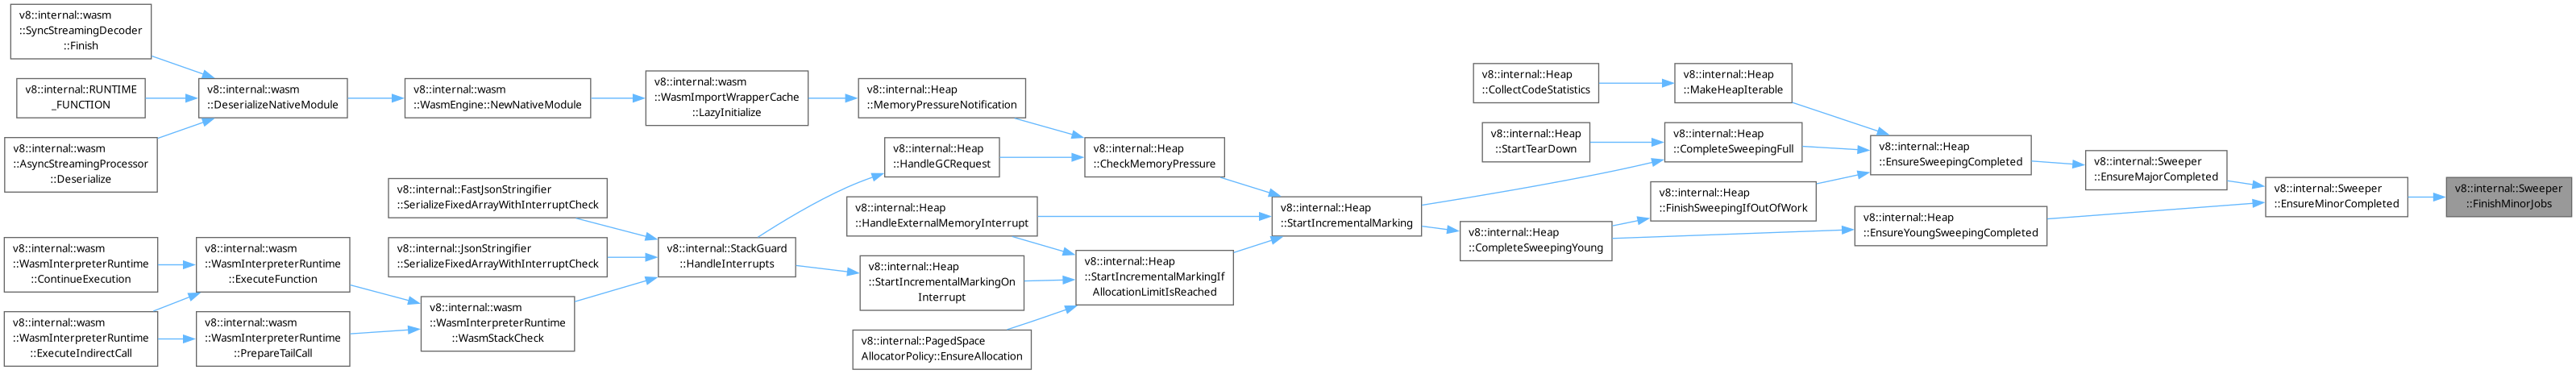 v8::internal::wasm
::SyncStreamingDecoder
::Finish
v8::internal::RUNTIME
_FUNCTION
v8::internal::wasm
::AsyncStreamingProcessor
::Deserialize
v8::internal::wasm
::DeserializeNativeModule
v8::internal::wasm
::WasmEngine::NewNativeModule
v8::internal::wasm
::WasmImportWrapperCache
::LazyInitialize
v8::internal::Heap
::MemoryPressureNotification
v8::internal::Heap
::HandleGCRequest
v8::internal::Heap
::CheckMemoryPressure
v8::internal::FastJsonStringifier
::SerializeFixedArrayWithInterruptCheck
v8::internal::JsonStringifier
::SerializeFixedArrayWithInterruptCheck
v8::internal::wasm
::WasmInterpreterRuntime
::ContinueExecution
v8::internal::wasm
::WasmInterpreterRuntime
::ExecuteFunction
v8::internal::wasm
::WasmInterpreterRuntime
::ExecuteIndirectCall
v8::internal::wasm
::WasmInterpreterRuntime
::PrepareTailCall
v8::internal::wasm
::WasmInterpreterRuntime
::WasmStackCheck
v8::internal::StackGuard
::HandleInterrupts
v8::internal::Heap
::HandleExternalMemoryInterrupt
v8::internal::Heap
::StartIncrementalMarkingOn
Interrupt
v8::internal::PagedSpace
AllocatorPolicy::EnsureAllocation
v8::internal::Heap
::StartIncrementalMarkingIf
AllocationLimitIsReached
v8::internal::Heap
::StartIncrementalMarking
v8::internal::Heap
::CollectCodeStatistics
v8::internal::Heap
::MakeHeapIterable
v8::internal::Heap
::StartTearDown
v8::internal::Heap
::CompleteSweepingFull
v8::internal::Heap
::FinishSweepingIfOutOfWork
v8::internal::Heap
::CompleteSweepingYoung
v8::internal::Heap
::EnsureSweepingCompleted
v8::internal::Heap
::EnsureYoungSweepingCompleted
v8::internal::Sweeper
::EnsureMajorCompleted
v8::internal::Sweeper
::EnsureMinorCompleted
v8::internal::Sweeper
::FinishMinorJobs